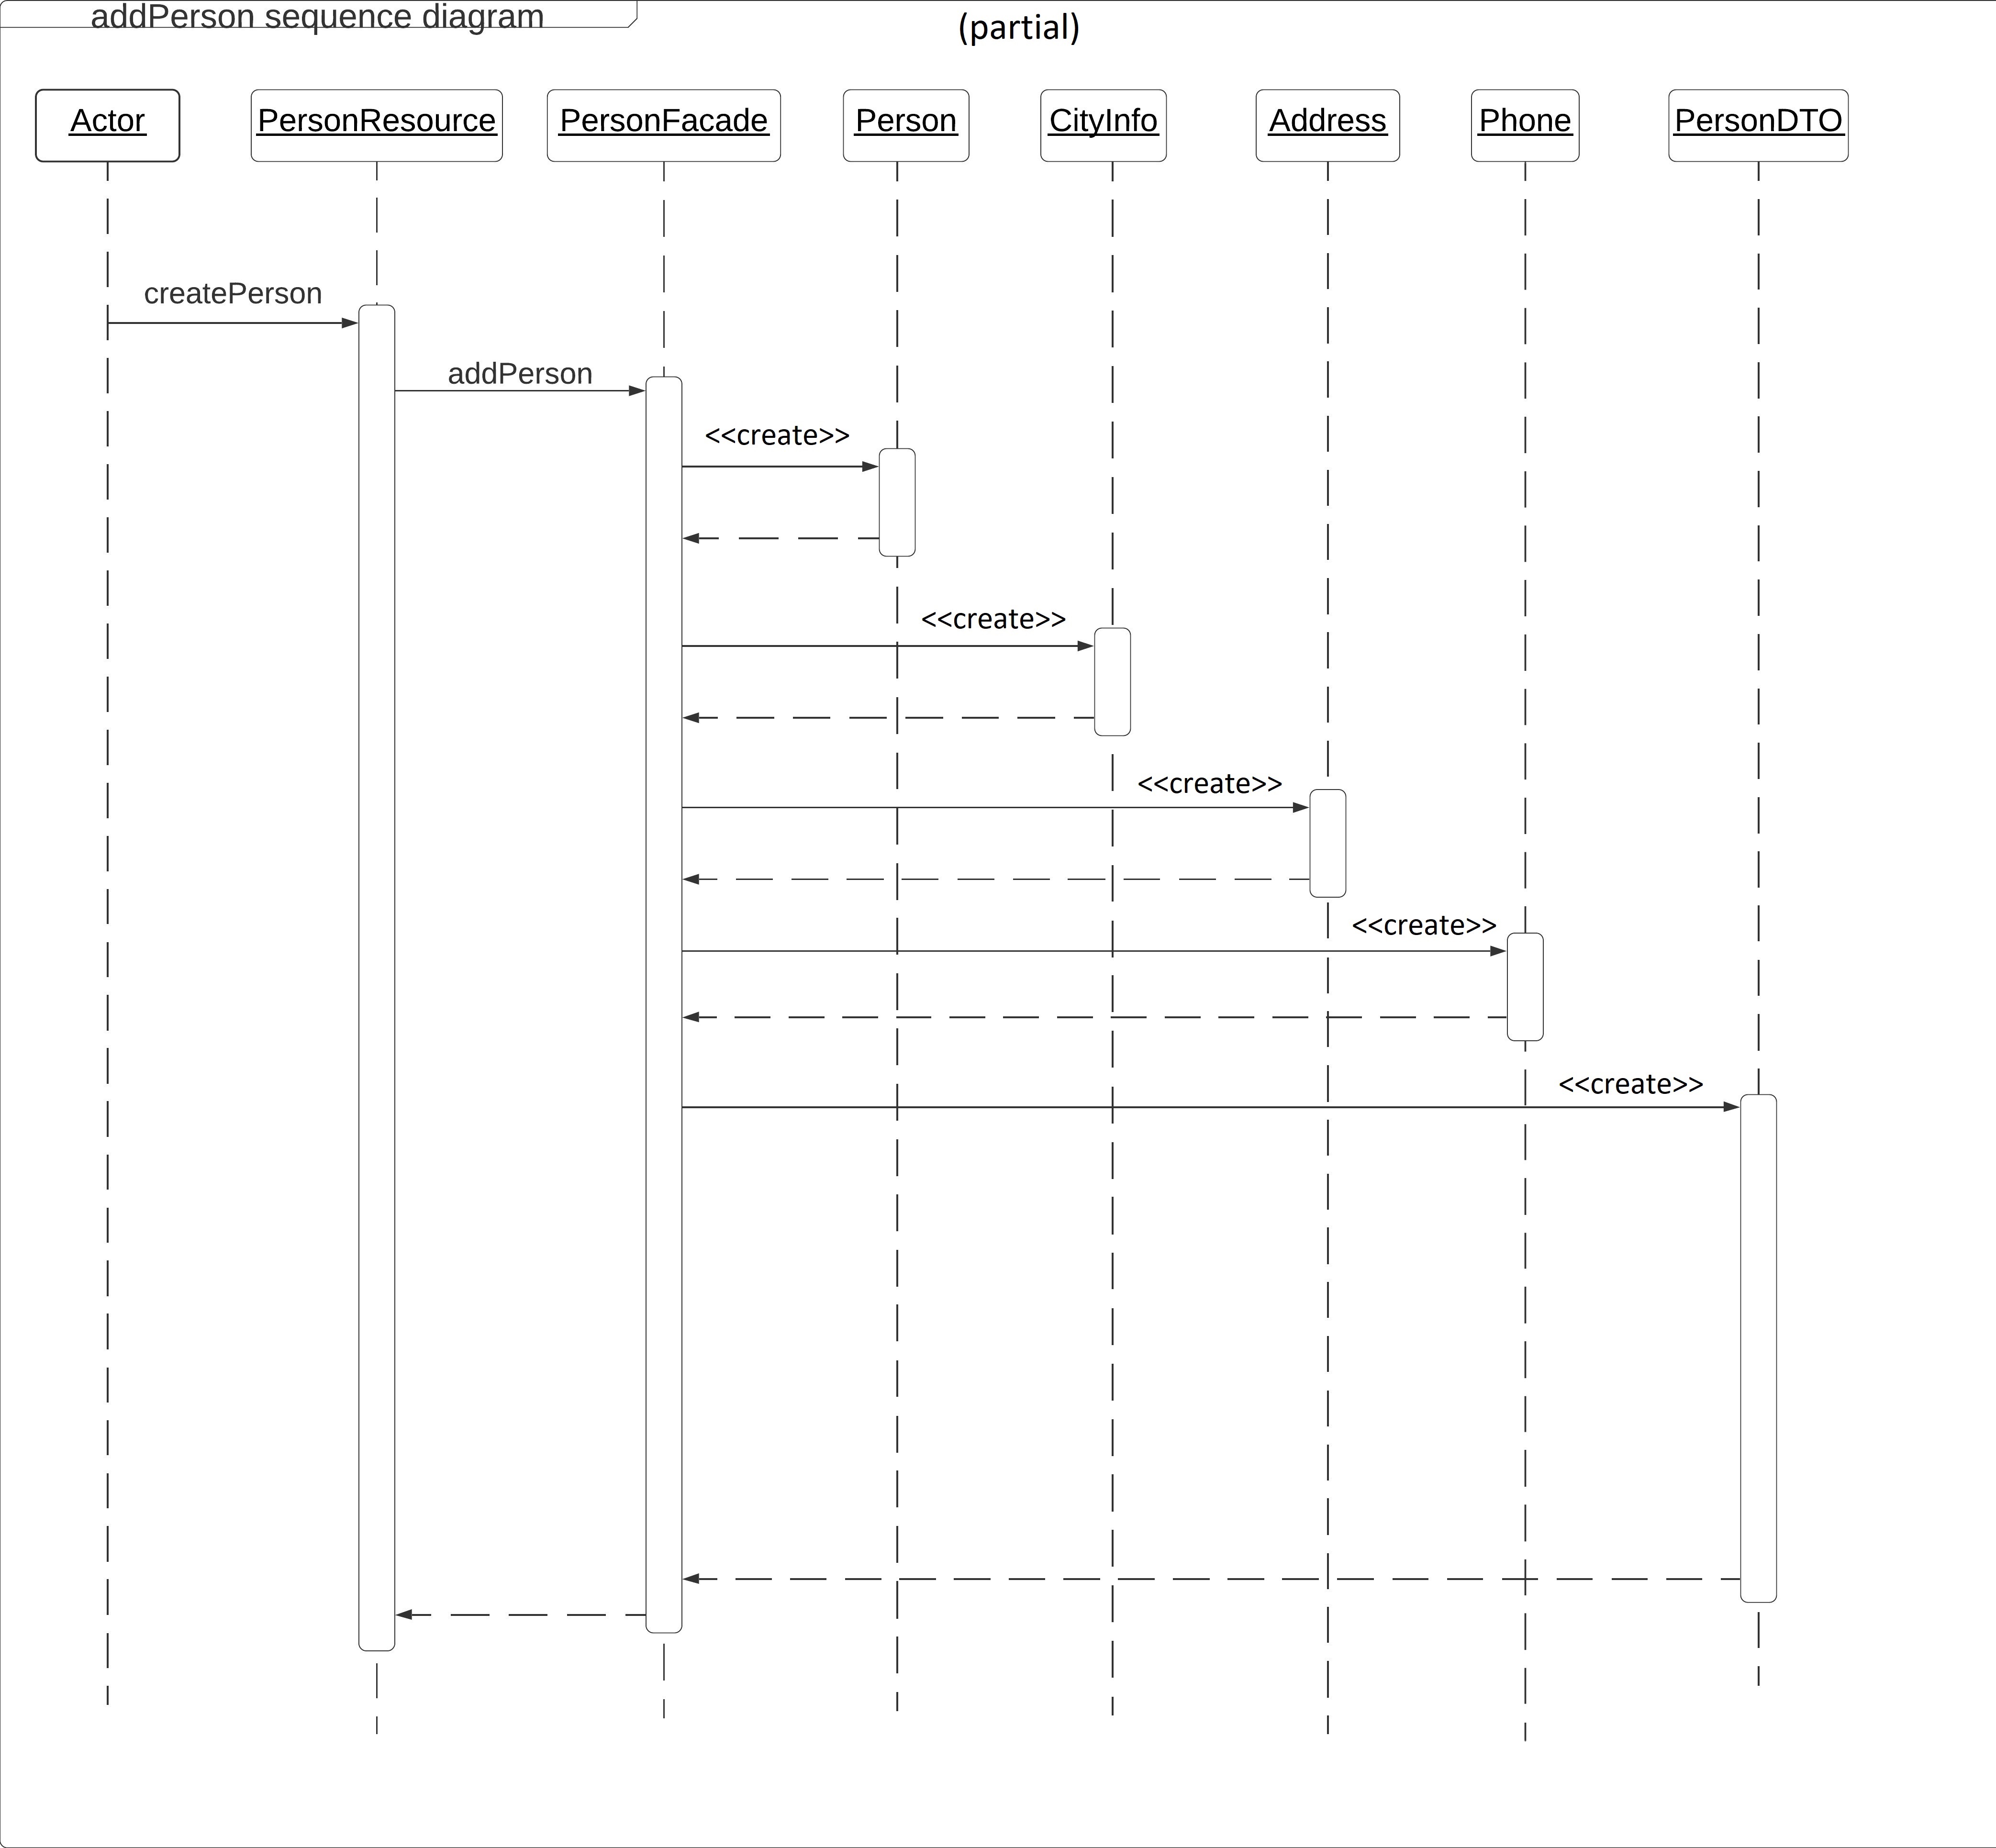 addPerson sequence diagram
(partial)
Actor
PersonResource
PersonFacade
Person
CityInfo
Address
Phone
PersonDTO
createPerson
addPerson
<<create>>
<<create>>
<<create>>
<<create>>
<<create>>